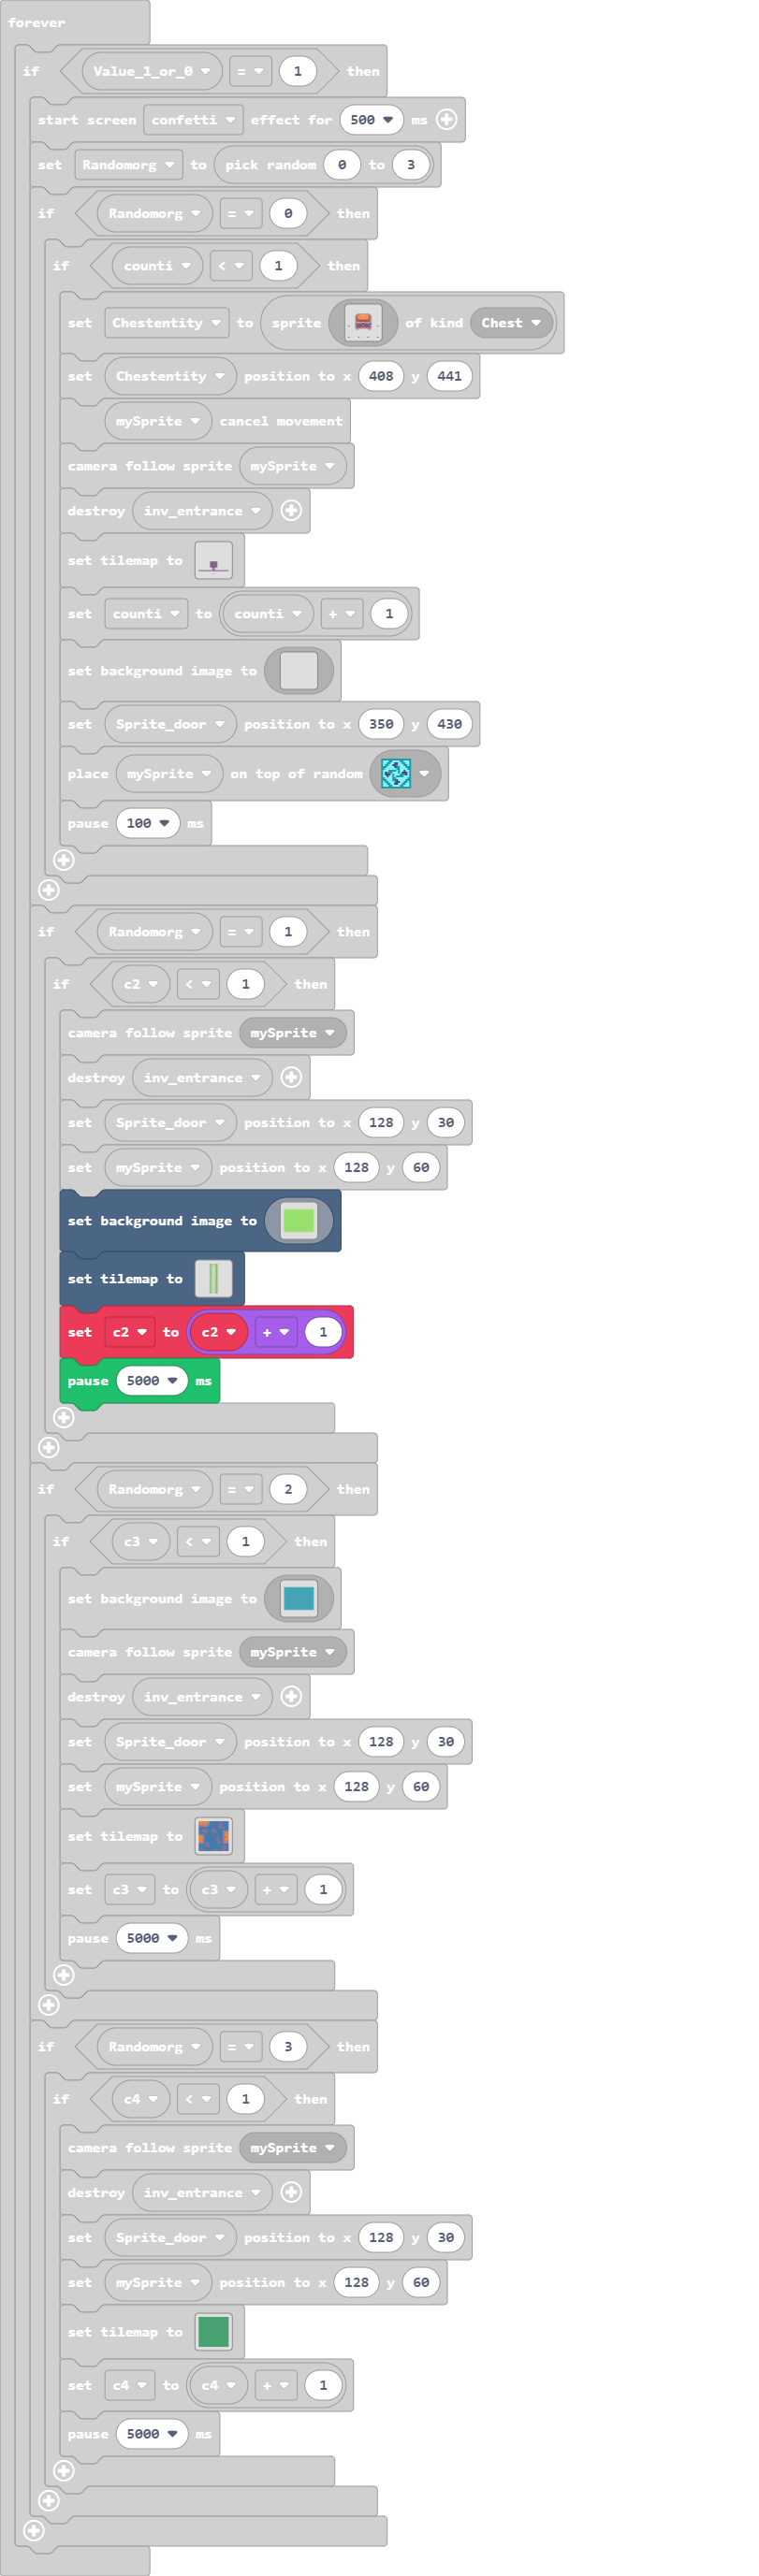 forever
if Value_1_or_0 = 1 then
start screen confetti effect for 500 ms
set Randomorg to pick random 0 to 3
if Randomorg = 0 then
if counti < 1 then
set Chestentity to sprite of kind Chest
set Chestentity position to x 408 y 441
mySprite cancel movement
camera follow sprite mySprite
destroy inv_entrance
set tilemap to
set counti to counti + 1
set background image to
set Sprite_door position to x 350 y 430
place mySprite on top of random
pause 100 ms
if Randomorg = 1 then
if c2 < 1 then
camera follow sprite mySprite
destroy inv_entrance
set Sprite_door position to x 128 y 30
set mySprite position to x 128 y 60
set background image to
set tilemap to
set c2 to c2 + 1
pause 5000 ms
if Randomorg = 2 then
if c3 < 1 then
set background image to
camera follow sprite mySprite
destroy inv_entrance
set Sprite_door position to x 128 y 30
set mySprite position to x 128 y 60
set tilemap to
set c3 to c3 + 1
pause 5000 ms
if Randomorg = 3 then
if c4 < 1 then
camera follow sprite mySprite
destroy inv_entrance
set Sprite_door position to x 128 y 30
set mySprite position to x 128 y 60
set tilemap to
set c4 to c4 + 1
pause 5000 ms